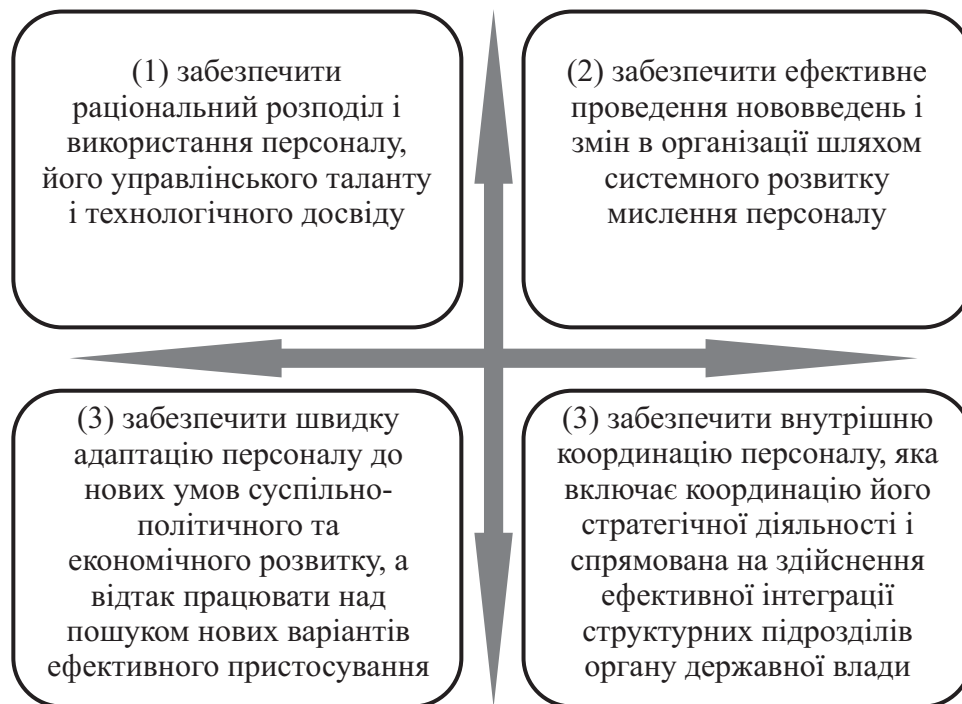 (1) забезпечити
раціональний розподіл і
використання персоналу,
його управлінського таланту
і технологічного досвіду
(2) забезпечити ефективне
проведення нововведень і
змін в організації шляхом
системного розвитку
мислення персоналу
(3) забезпечити швидку
адаптацію персоналу до
нових умов суспільно-
політичного та
економічного розвитку, а
відтак працювати над
пошуком нових варіантів
ефективного пристосування
(3) забезпечити внутрішню
координацію персоналу, яка
включає координацію його
стратегічної діяльності і
спрямована на здійснення
ефективної інтеграції
структурних підрозділів
органу державної влади